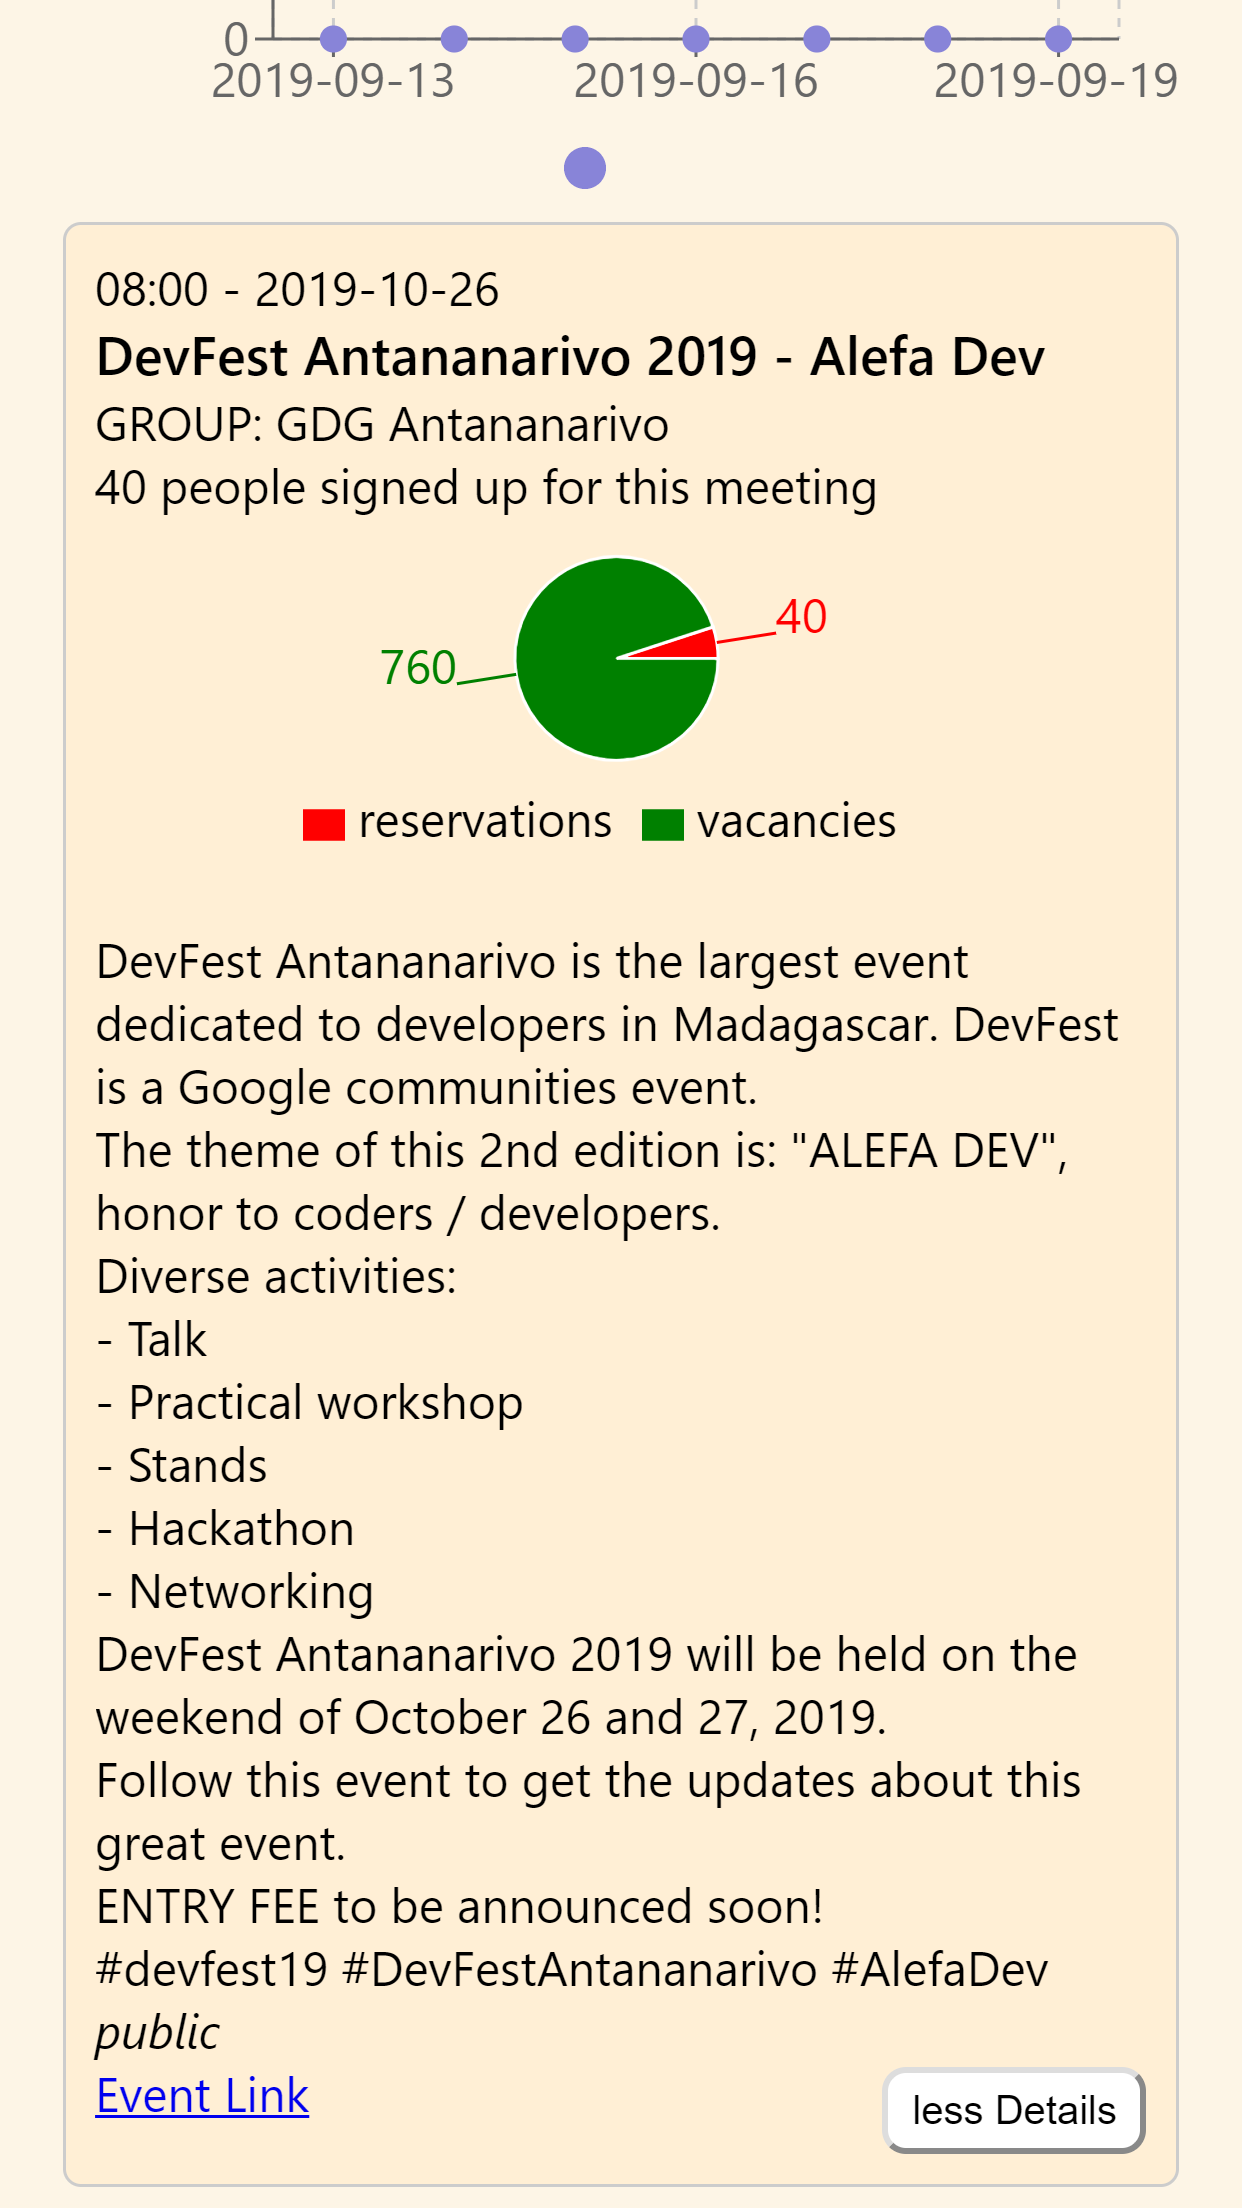 0
2019-09-13 2019-09-16 2019-09-19
08:00 - 2019-10-26
DevFest Antananarivo 2019 - Alefa Dev
GROUP: GDG Antananarivo
40 people signed up for this meeting
40
760
reservations vacancies
DevFest Antananarivo is the largest event
dedicated to developers in Madagascar. DevFest
is a Google communities event.
The theme of this 2nd edition is: "ALEFA DEV",
honor to coders / developers.
Diverse activities:
- Talk
- Practical workshop
- Stands
- Hackathon
- Networking
DevFest Antananarivo 2019 will be held on the
weekend of October 26 and 27, 2019.
Follow this event to get the updates about this
great event.
ENTRY FEE to be announced soon!
#devfest19 #DevFestAntananarivo #AlefaDev
public
Event Link
less Details